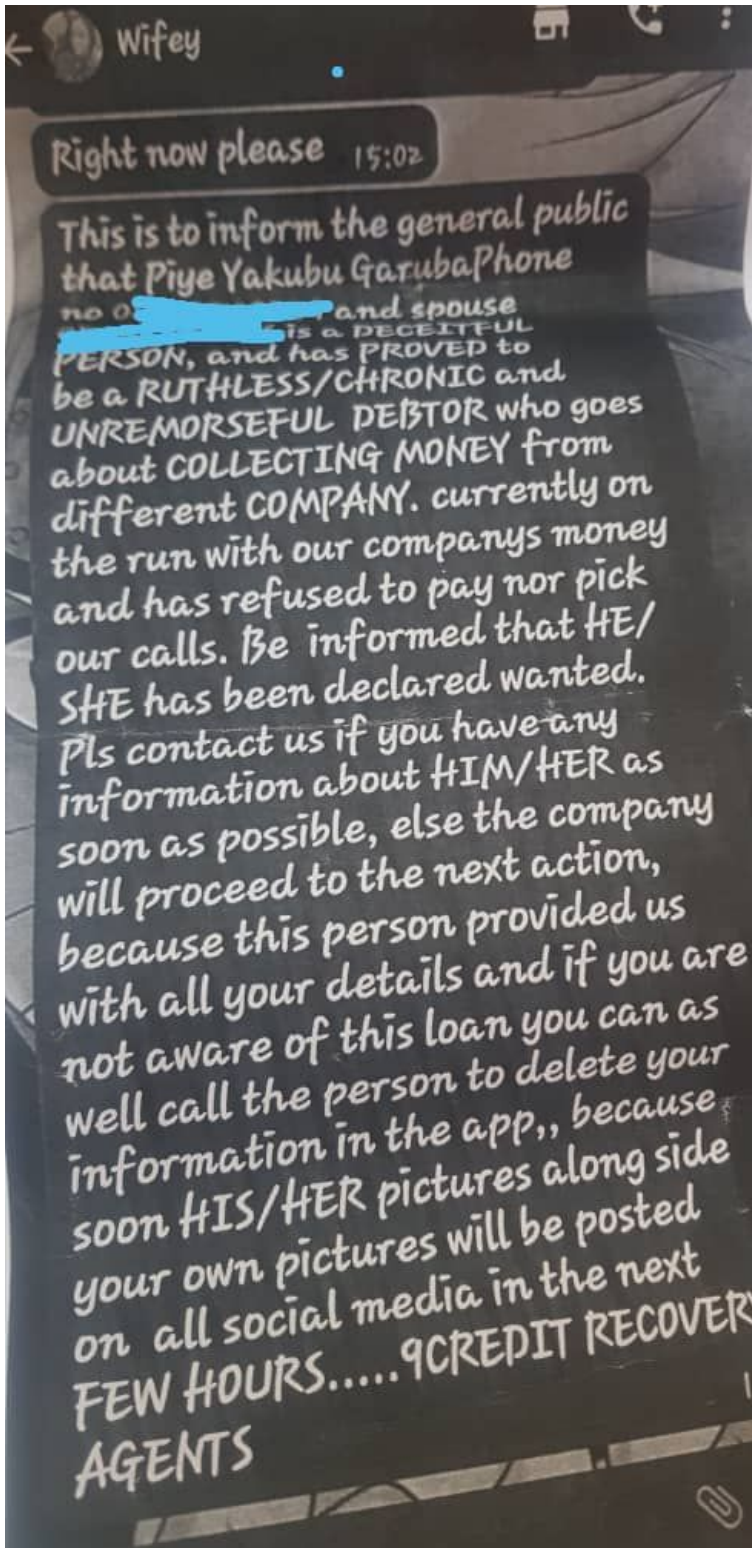 Wifey
Right now please 15:02
This is to inform the general public
that Piye Yakubu GarubaPhone
no 0 and spouse
is a DECEITFUL
PERSON, and has PROVED to
be a RUTHLESS/CHRONIC and
UNREMORSEFUL DEBTOR who goes
about COLLECTING MONEY from
different COMPANY. currently on
the run with our companys money
and has refused to pay nor pick
our calls. Be informed that HE/
SHE has been declared wanted.
Pls contact us if you have any
information about HIM/HER as
soon as possible, else the company
will proceed to the next action,
because this person provided us
with all your details and if you are
not aware of this loan you can as
well call the person to delete your
information in the app,, because
soon HIS/HER pictures along side
your own pictures will be posted
on all social media in the next
FEW HOURS.....9CREDIT RECOVERY
AGENTS